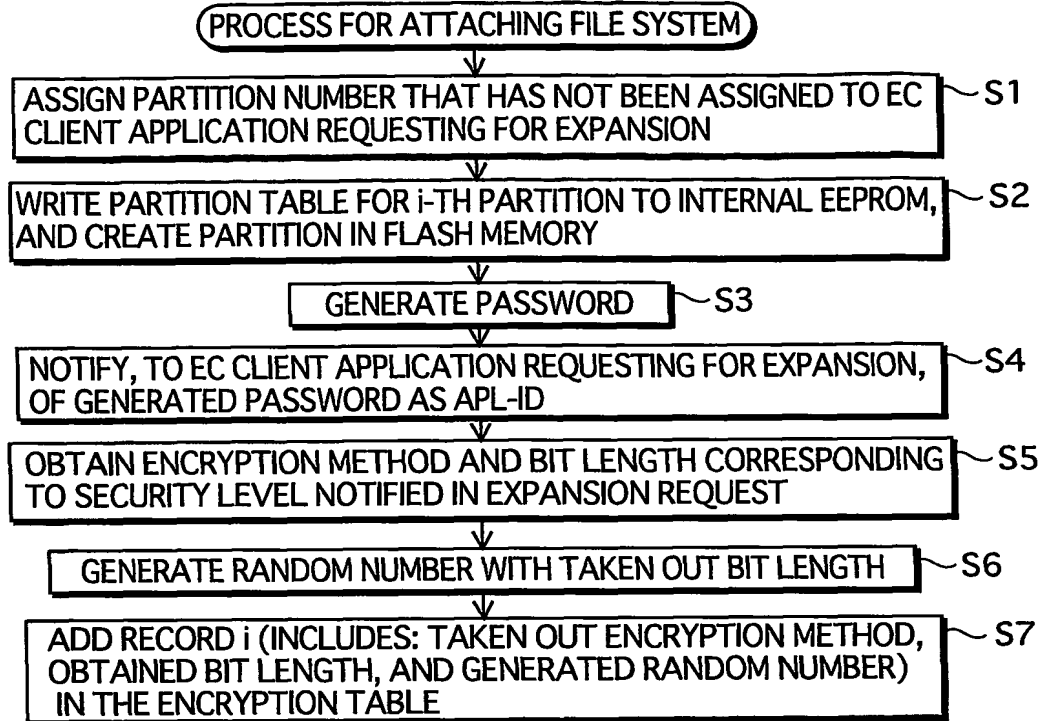 PROCESS FOR ATTACHING FILE SYSTEM
ASSIGN PARTITION NUMBER THAT HAS NOT BEEN ASSIGNED TO EC
CLIENT APPLICATION REQUESTING FOR EXPANSION
S1
WRITE PARTITION TABLE FOR i-TH PARTITION TO INTERNAL EEPROM,
AND CREATE PARTITION IN FLASH MEMORY
S2
GENERATE PASSWORD
S3
NOTIFY, TO EC CLIENT APPLICATION REQUESTING FOR EXPANSION,
OF GENERATED PASSWORD AS APL-ID
S4
OBTAIN ENCRYPTION METHOD AND BIT LENGTH CORRESPONDING
TO SECURITY LEVEL NOTIFIED IN EXPANSION REQUEST
S5
GENERATE RANDOM NUMBER WITH TAKEN OUT BIT LENGTH
S6
ADD RECORD i (INCLUDES: TAKEN OUT ENCRYPTION METHOD,
OBTAINED BIT LENGTH, AND GENERATED RANDOM NUMBER)
IN THE ENCRYPTION TABLE
S7